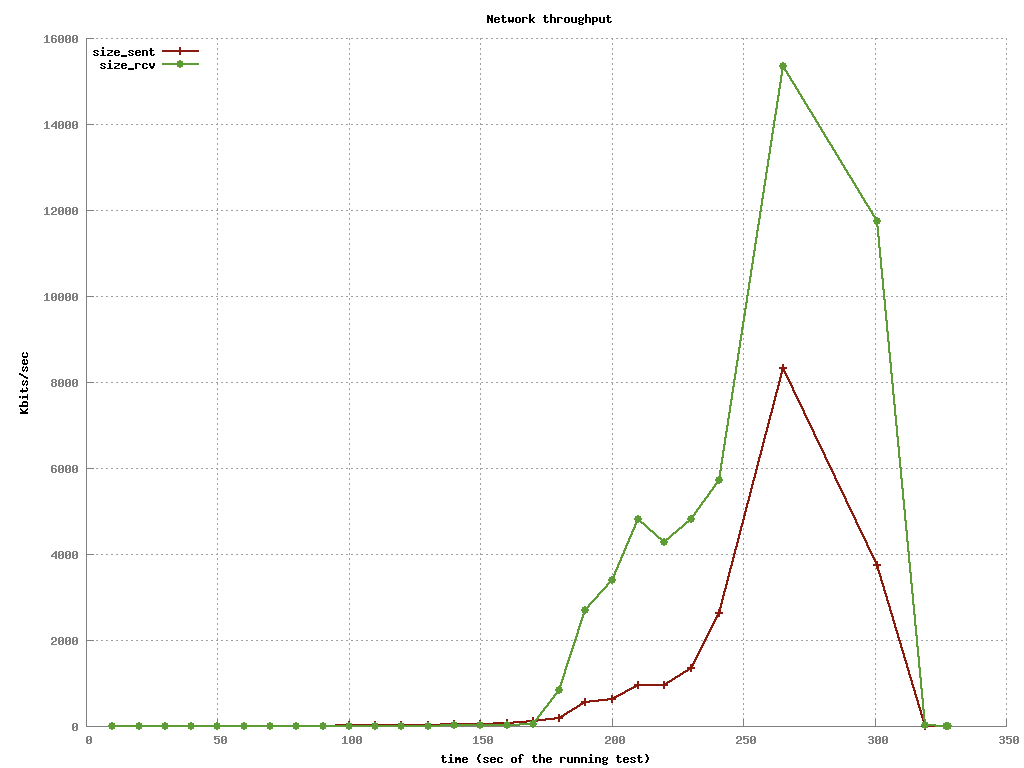 Network throughput
size_sent
size_rcv
16000
14000
12000
10000
8000
6000
4000
2000
0
Kbits/sec
0 50 100 150 200 250 300 350
time (sec of the running test)